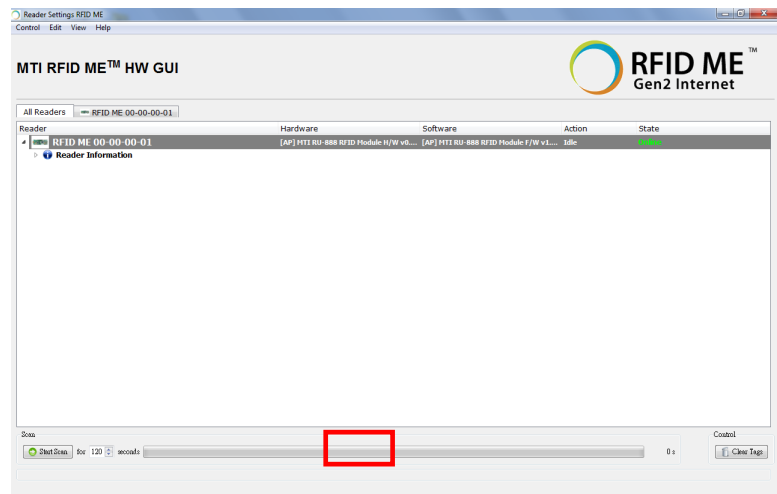 Reader Settings RFID ME
Control Edit View Help
MTI RFID ME™ HW GUI
RFID ME™
Gen2 Internet
All Readers RFID ME 00-00-00-01
Reader Hardware Software Action State
RFID ME 00-00-00-01 [AP] MTI RU-888 RFID Module H/W v0.... [AP] MTI RU-888 RFID Module F/W v1.... Idle Online
Reader Information
Scan Control
Start Scan for 120 seconds 0 s Clear Tags